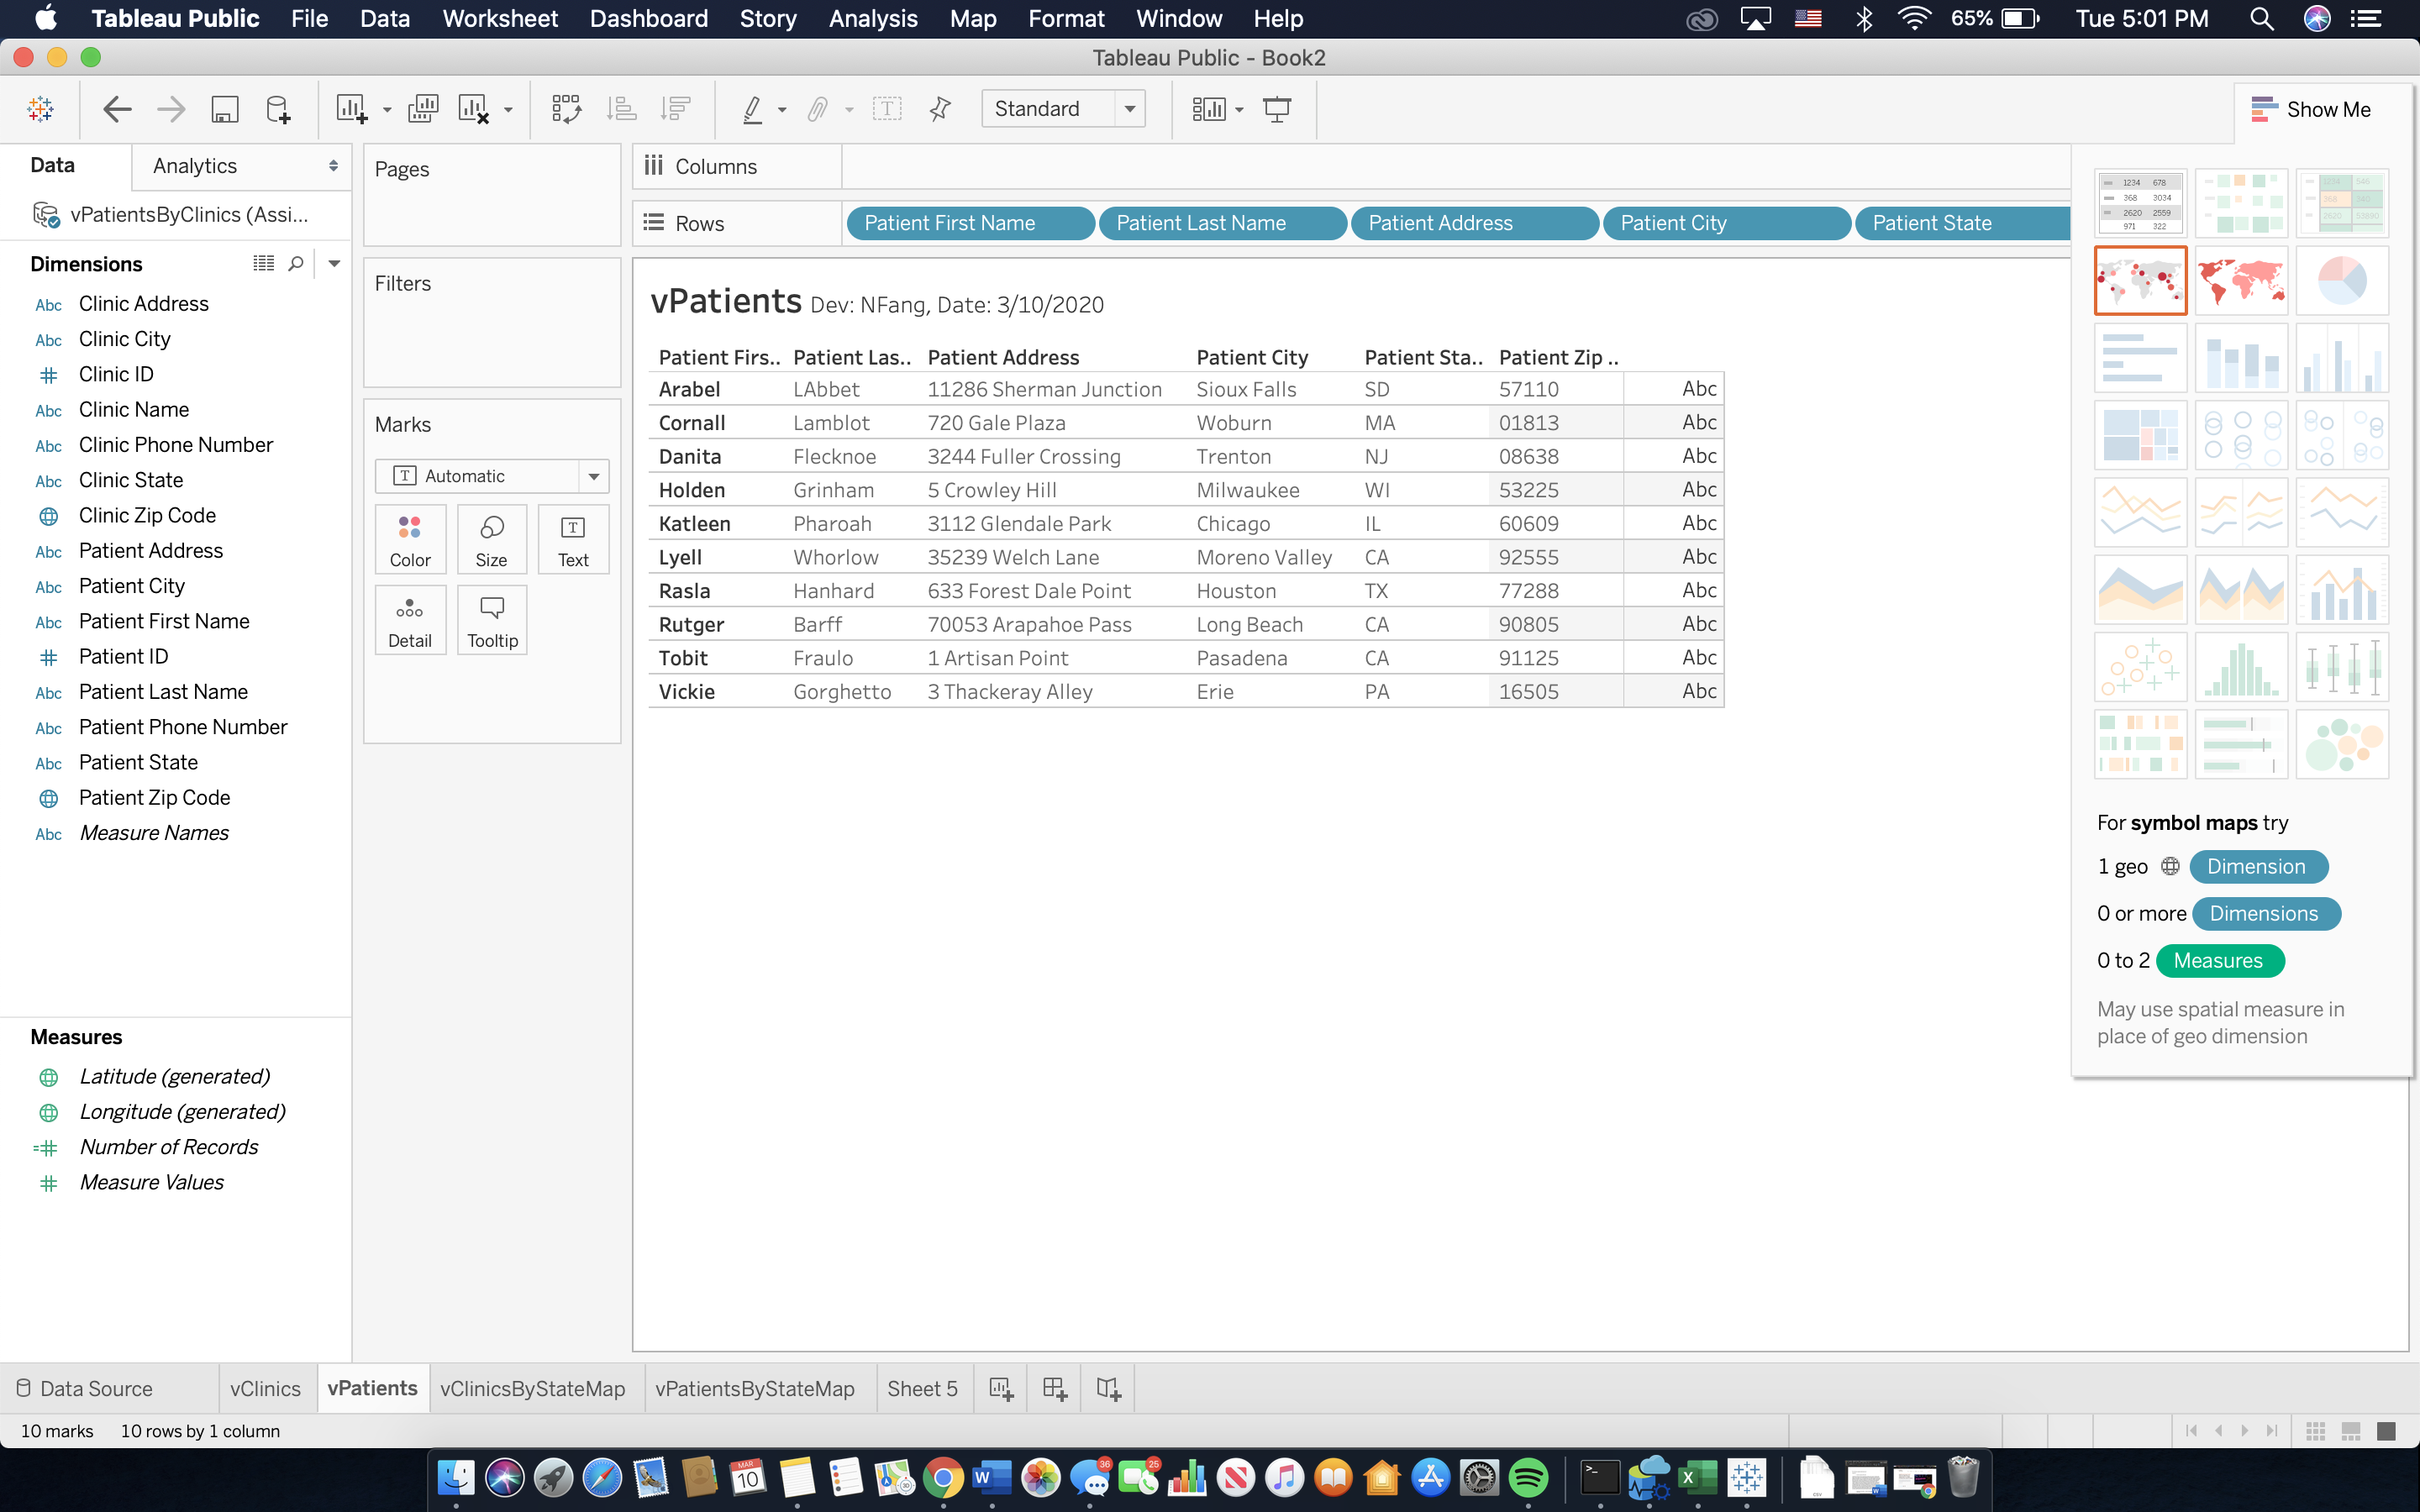 Tableau Public File Data Worksheet Dashboard Story Analysis Map Format Window Help 65% Tue 5:01 PM
Tableau Public - Book2
Standard
Show Me
Data Analytics
vPatientsByClinics (Assi...
Dimensions
Abc Clinic Address
Abc Clinic City
Clinic ID
Abc Clinic Name
Abc Clinic Phone Number
Abc Clinic State
Clinic Zip Code
Abc Patient Address
Abc Patient City
Abc Patient First Name
Patient ID
Abc Patient Last Name
Abc Patient Phone Number
Abc Patient State
Patient Zip Code
Abc Measure Names
Measures
Latitude (generated)
Longitude (generated)
Number of Records
Measure Values
Pages
Filters
Marks
T Automatic
Color Size T Text
Detail Tooltip
Columns
Rows Patient First Name Patient Last Name Patient Address Patient City Patient State
vPatients Dev: NFang, Date: 3/10/2020
Patient Firs.. Patient Las.. Patient Address Patient City Patient Sta.. Patient Zip ..
Arabel LAbbet 11286 Sherman Junction Sioux Falls SD 57110 Abc
Cornall Lamblot 720 Gale Plaza Woburn MA 01813 Abc
Danita Flecknoe 3244 Fuller Crossing Trenton NJ 08638 Abc
Holden Grinham 5 Crowley Hill Milwaukee WI 53225 Abc
Katleen Pharoah 3112 Glendale Park Chicago IL 60609 Abc
Lyell Whorlow 35239 Welch Lane Moreno Valley CA 92555 Abc
Rasla Hanhard 633 Forest Dale Point Houston TX 77288 Abc
Rutger Barff 70053 Arapahoe Pass Long Beach CA 90805 Abc
Tobit Fraulo 1 Artisan Point Pasadena CA 91125 Abc
Vickie Gorghetto 3 Thackeray Alley Erie PA 16505 Abc
1234 678
368 3034
2620 2559
971 322
For symbol maps try
1 geo Dimension
0 or more Dimensions
0 to 2 Measures
May use spatial measure in
place of geo dimension
Data Source vClinics vPatients vClinicsByStateMap vPatientsByStateMap Sheet 5
10 marks 10 rows by 1 column
MAR
10
W
36
25
X